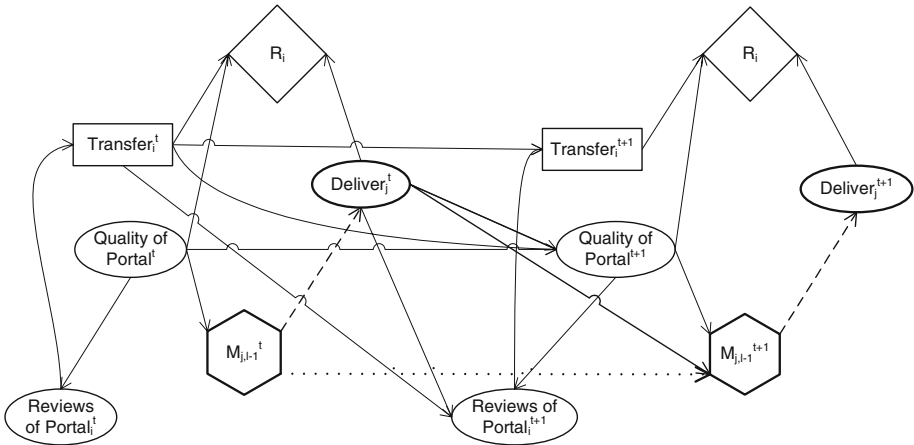 R_i
R_i
Transfer_i^t
Transfer_i^{t+1}
Deliver_j^t
Deliver_j^{t+1}
Quality of
Portal^t
Quality of
Portal^{t+1}
M_{j,l-1}^t
M_{j,l-1}^{t+1}
Reviews
of Portal_i^t
Reviews of
Portal_i^{t+1}